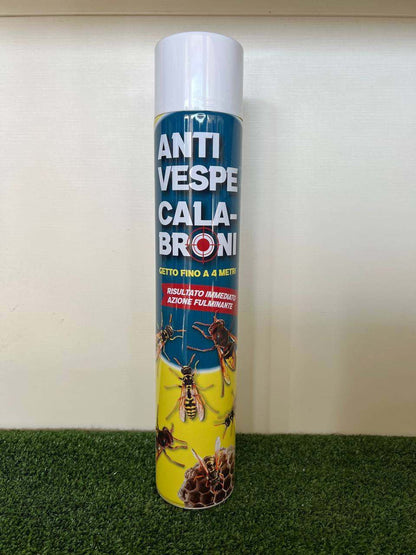 ANTI
VESPE
CALA-
BRONI
GETTO FINO A 4 METRI
RISULTATO IMMEDIATO
AZIONE FULMINANTE